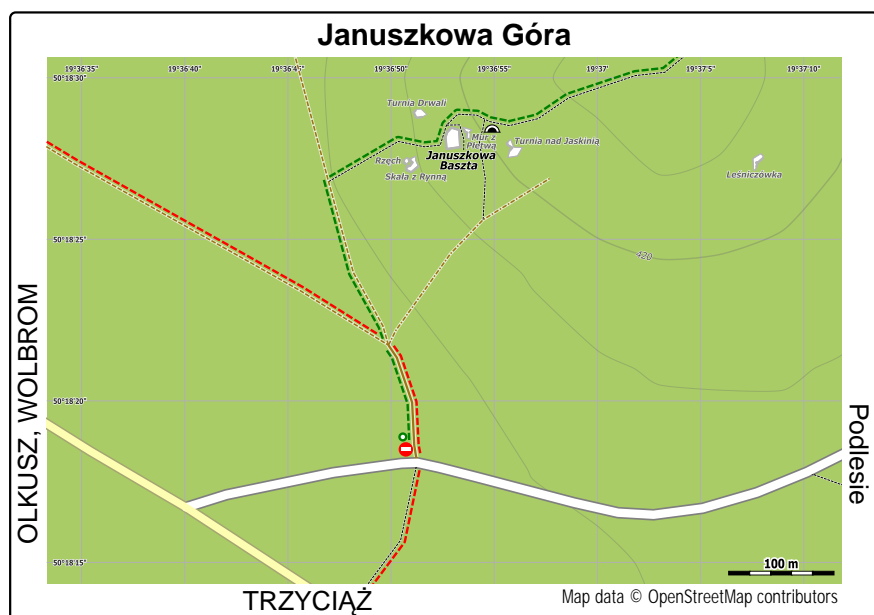 Januszkowa Góra
19°36'35" 19°36'40" 19°36'45" 19°36'50" 19°36'55" 19°37' 19°37'5" 19°37'10"
50°18'30"
Turnia Drwali
Mur z
Płetwą
Turnia nad Jaskinią
Januszkowa
Baszta
Rzęch
Skała z Rynną
Leśniczówka
50°18'25"
420
50°18'20"
OLKUSZ, WOLBROM
Podlesie
50°18'15"
100 m
TRZYCIĄŻ
Map data © OpenStreetMap contributors